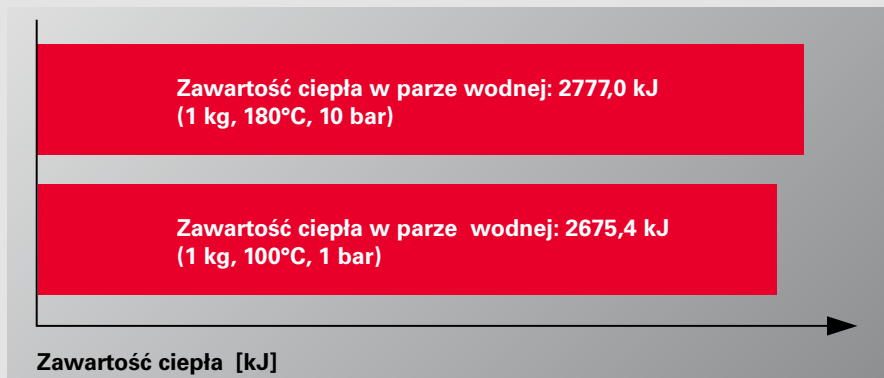 Zawartość ciepła w parze wodnej: 2777,0 kJ
(1 kg, 180°C, 10 bar)
Zawartość ciepła w parze wodnej: 2675,4 kJ
(1 kg, 100°C, 1 bar)
Zawartość ciepła [kJ]